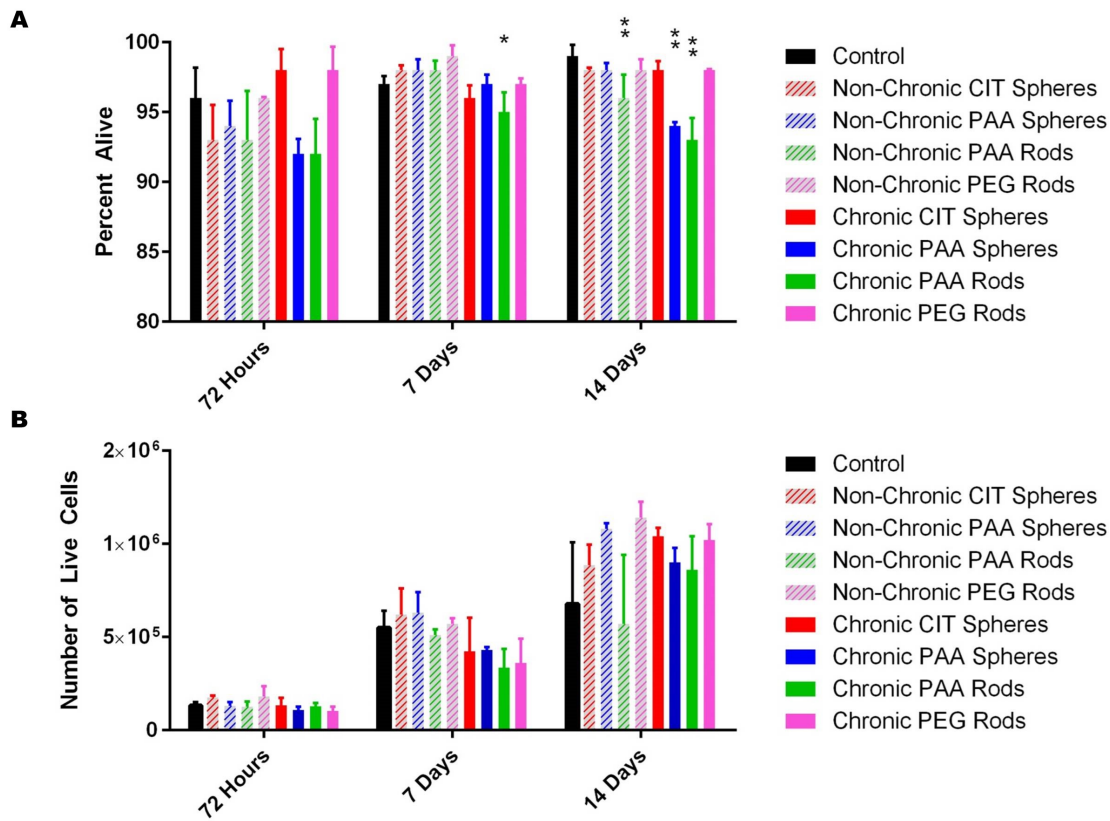 A
Percent Alive
100
95
90
85
80
*
**
**
**
72 Hours
7 Days
14 Days
Control
Non-Chronic CIT Spheres
Non-Chronic PAA Spheres
Non-Chronic PAA Rods
Non-Chronic PEG Rods
Chronic CIT Spheres
Chronic PAA Spheres
Chronic PAA Rods
Chronic PEG Rods
B
Number of Live Cells
2×10⁶
1×10⁶
5×10⁵
0
72 Hours
7 Days
14 Days
Control
Non-Chronic CIT Spheres
Non-Chronic PAA Spheres
Non-Chronic PAA Rods
Non-Chronic PEG Rods
Chronic CIT Spheres
Chronic PAA Spheres
Chronic PAA Rods
Chronic PEG Rods